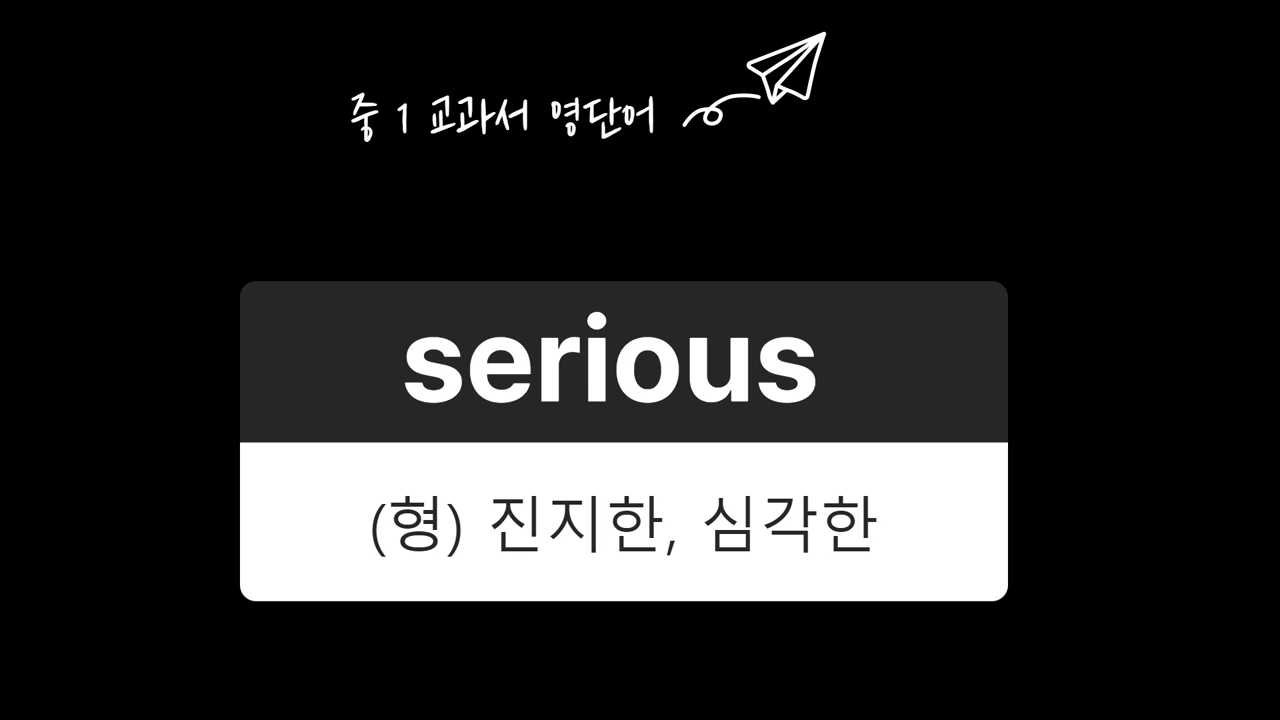 중 1 교과서 영단어
serious
(형) 진지한, 심각한